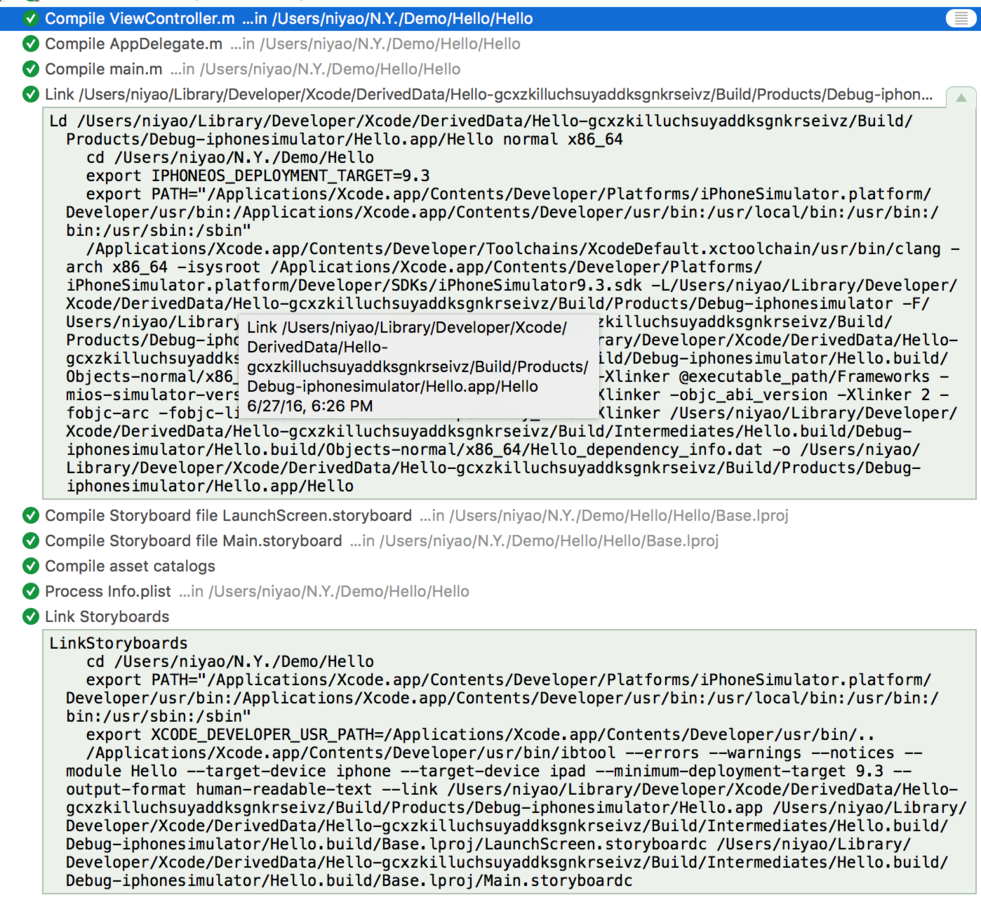 Compile ViewController.m ...in /Users/niyao/N.Y./Demo/Hello/Hello
Compile AppDelegate.m ...in /Users/niyao/N.Y./Demo/Hello/Hello
Compile main.m ...in /Users/niyao/N.Y./Demo/Hello/Hello
Link /Users/niyao/Library/Developer/Xcode/DerivedData/Hello-gcxzkilluchsuyaddksgnkrseivz/Build/Products/Debug-iphon...
Ld /Users/niyao/Library/Developer/Xcode/DerivedData/Hello-gcxzkilluchsuyaddksgnkrseivz/Build/
Products/Debug-iphonesimulator/Hello.app/Hello normal x86_64
cd /Users/niyao/N.Y./Demo/Hello
export IPHONEOS_DEPLOYMENT_TARGET=9.3
export PATH="/Applications/Xcode.app/Contents/Developer/Platforms/iPhoneSimulator.platform/
Developer/usr/bin:/Applications/Xcode.app/Contents/Developer/usr/bin:/usr/local/bin:/usr/bin:/
bin:/usr/sbin:/sbin"
/Applications/Xcode.app/Contents/Developer/Toolchains/XcodeDefault.xctoolchain/usr/bin/clang -
arch x86_64 -isysroot /Applications/Xcode.app/Contents/Developer/Platforms/
iPhoneSimulator.platform/Developer/SDKs/iPhoneSimulator9.3.sdk -L/Users/niyao/Library/Developer/
Xcode/DerivedData/Hello-gcxzkilluchsuyaddksgnkrseivz/Build/Products/Debug-iphonesimulator -F/
Users/niyao/Library zkilluchsuyaddksgnkrseivz/Build/
Products/Debug-ipho rary/Developer/Xcode/DerivedData/Hello-
gcxzkilluchsuyaddks ild/Debug-iphonesimulator/Hello.build/
Objects-normal/x86_ -Xlinker @executable_path/Frameworks -
mios-simulator-vers Xlinker -objc_abi_version -Xlinker 2 -
fobjc-arc -fobjc-li Xlinker /Users/niyao/Library/Developer/
Link /Users/niyao/Library/Developer/Xcode/
DerivedData/Hello-
gcxzkilluchsuyaddksgnkrseivz/Build/Products/
Debug-iphonesimulator/Hello.app/Hello
6/27/16, 6:26 PM
Xcode/DerivedData/Hello-gcxzkilluchsuyaddksgnkrseivz/Build/Intermediates/Hello.build/Debug-
iphonesimulator/Hello.build/Objects-normal/x86_64/Hello_dependency_info.dat -o /Users/niyao/
Library/Developer/Xcode/DerivedData/Hello-gcxzkilluchsuyaddksgnkrseivz/Build/Products/Debug-
iphonesimulator/Hello.app/Hello
Compile Storyboard file LaunchScreen.storyboard ...in /Users/niyao/N.Y./Demo/Hello/Hello/Base.lproj
Compile Storyboard file Main.storyboard ...in /Users/niyao/N.Y./Demo/Hello/Hello/Base.lproj
Compile asset catalogs
Process Info.plist ...in /Users/niyao/N.Y./Demo/Hello/Hello
Link Storyboards
LinkStoryboards
cd /Users/niyao/N.Y./Demo/Hello
export PATH="/Applications/Xcode.app/Contents/Developer/Platforms/iPhoneSimulator.platform/
Developer/usr/bin:/Applications/Xcode.app/Contents/Developer/usr/bin:/usr/local/bin:/usr/bin:/
bin:/usr/sbin:/sbin"
export XCODE_DEVELOPER_USR_PATH=/Applications/Xcode.app/Contents/Developer/usr/bin/..
/Applications/Xcode.app/Contents/Developer/usr/bin/ibtool --errors --warnings --notices --
module Hello --target-device iphone --target-device ipad --minimum-deployment-target 9.3 --
output-format human-readable-text --link /Users/niyao/Library/Developer/Xcode/DerivedData/Hello-
gcxzkilluchsuyaddksgnkrseivz/Build/Products/Debug-iphonesimulator/Hello.app /Users/niyao/Library/
Developer/Xcode/DerivedData/Hello-gcxzkilluchsuyaddksgnkrseivz/Build/Intermediates/Hello.build/
Debug-iphonesimulator/Hello.build/Base.lproj/LaunchScreen.storyboardc /Users/niyao/Library/
Developer/Xcode/DerivedData/Hello-gcxzkilluchsuyaddksgnkrseivz/Build/Intermediates/Hello.build/
Debug-iphonesimulator/Hello.build/Base.lproj/Main.storyboardc